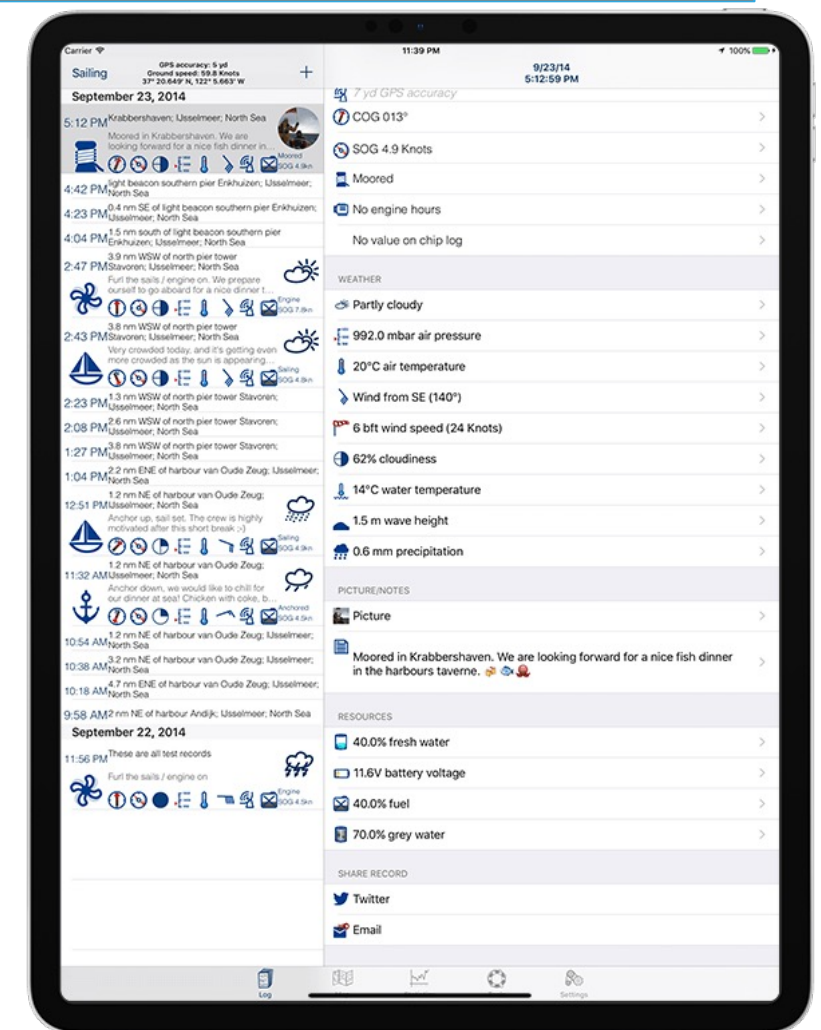 Carrier
11:39 PM
100%
Sailing
GPS accuracy: 5 yd
Ground speed: 59.8 Knots
37° 20.649' N, 122° 5.663' W
+
September 23, 2014
5:12 PM
Krabbershaven; IJsselmeer; North Sea
Moored in Krabbershaven. We are
looking forward for a nice fish dinner in...
Moored
SOG 4.9kn
4:42 PM
light beacon southern pier Enkhuizen; IJsselmeer;
North Sea
4:23 PM
0.4 nm SE of light beacon southern pier Enkhuizen;
IJsselmeer; North Sea
4:04 PM
1.5 nm south of light beacon southern pier
Enkhuizen; IJsselmeer; North Sea
2:47 PM
3.9 nm WSW of north pier tower
Stavoren; IJsselmeer; North Sea
Furl the sails / engine on. We prepare
ourself to go aboard for a nice dinner t...
Engine
SOG 7.8kn
2:43 PM
3.8 nm WSW of north pier tower
Stavoren; IJsselmeer; North Sea
Very crowded today, and it's getting even
more crowded as the sun is appearing...
Sailing
SOG 4.8kn
2:23 PM
1.3 nm WSW of north pier tower Stavoren;
IJsselmeer; North Sea
2:08 PM
2.6 nm WSW of north pier tower Stavoren;
IJsselmeer; North Sea
1:27 PM
3.8 nm WSW of north pier tower Stavoren;
IJsselmeer; North Sea
1:04 PM
2.2 nm ENE of harbour van Oude Zeug; IJsselmeer;
North Sea
12:51 PM
1.2 nm NE of harbour van Oude Zeug;
IJsselmeer; North Sea
Anchor up, sail set. The crew is highly
motivated after this short break ;-)
Sailing
SOG 4.9kn
11:32 AM
1.2 nm NE of harbour van Oude Zeug;
IJsselmeer; North Sea
Anchor down, we would like to chill for
our dinner at sea! Chicken with coke, b...
Anchored
10:54 AM
1.2 nm NE of harbour van Oude Zeug; IJsselmeer;
North Sea
10:38 AM
3.2 nm NE of harbour van Oude Zeug; IJsselmeer;
North Sea
10:18 AM
4.7 nm ENE of harbour van Oude Zeug; IJsselmeer;
North Sea
9:58 AM
2 nm NE of harbour Andijk; IJsselmeer; North Sea
September 22, 2014
11:56 PM
These are all test records
Furl the sails / engine on
Engine
9/23/14
5:12:59 PM
7 yd GPS accuracy
COG 013°
SOG 4.9 Knots
Moored
No engine hours
No value on chip log
WEATHER
Partly cloudy
992.0 mbar air pressure
20°C air temperature
Wind from SE (140°)
6 bft wind speed (24 Knots)
62% cloudiness
14°C water temperature
1.5 m wave height
0.6 mm precipitation
PICTURE/NOTES
Picture
Moored in Krabbershaven. We are looking forward for a nice fish dinner
in the harbours taverne.
RESOURCES
40.0% fresh water
11.6V battery voltage
40.0% fuel
70.0% grey water
SHARE RECORD
Twitter
Email
Log
Settings